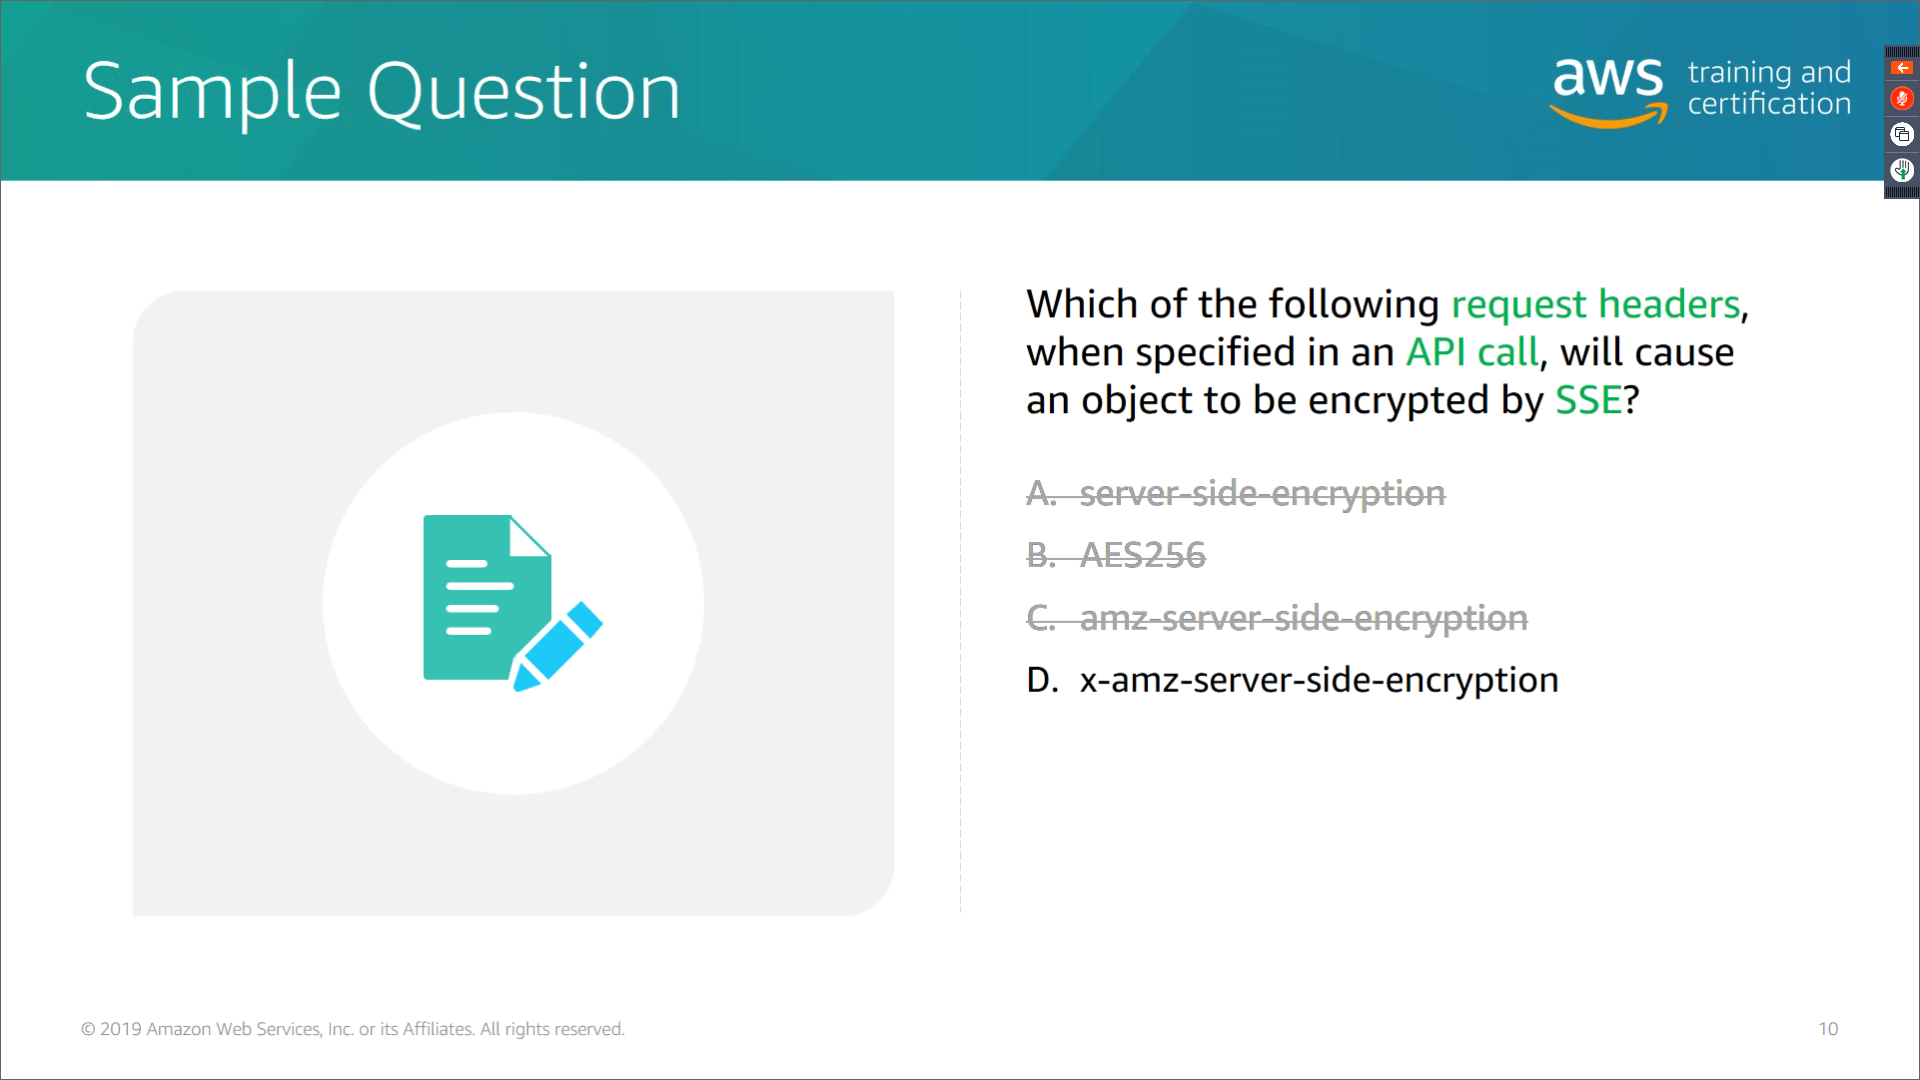 Sample Question
aws
training and
certification
Which of the following request headers,
when specified in an API call, will cause
an object to be encrypted by SSE?
A. server-side-encryption
B. AES256
C. amz-server-side-encryption
D. x-amz-server-side-encryption
© 2019 Amazon Web Services, Inc. or its Affiliates. All rights reserved.
10